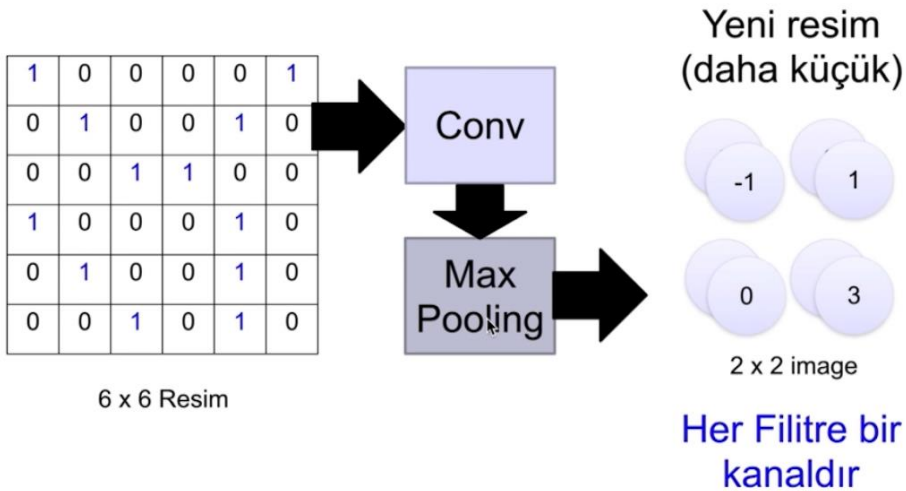 Yeni resim
(daha küçük)
1 0 0 0 0 1
0 1 0 0 1 0
0 0 1 1 0 0
1 0 0 0 1 0
0 1 0 0 1 0
0 0 1 0 1 0
6 x 6 Resim
Conv
Max
Pooling
-1 1
0 3
2 x 2 image
Her Filitre bir
kanaldır